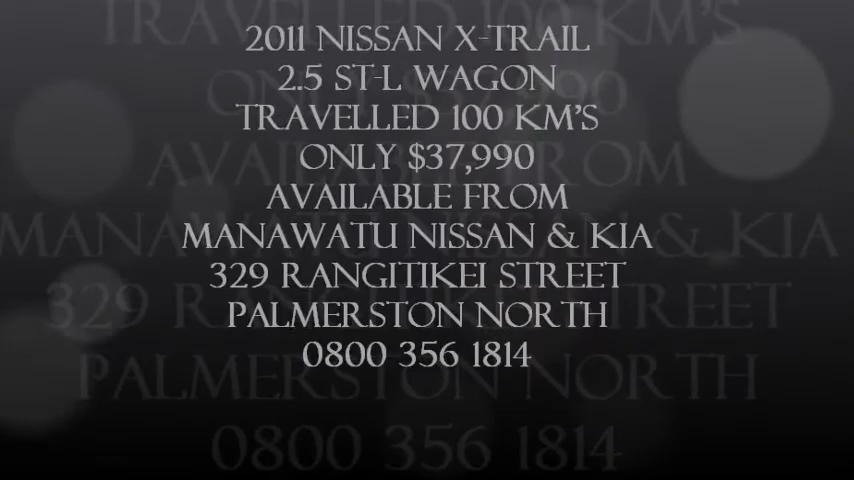 2011 NISSAN X-TRAIL
2.5 ST-L WAGON
TRAVELLED 100 KM'S
ONLY $37,990
AVAILABLE FROM
MANAWATU NISSAN & KIA
329 RANGITIKEI STREET
PALMERSTON NORTH
0800 356 1814